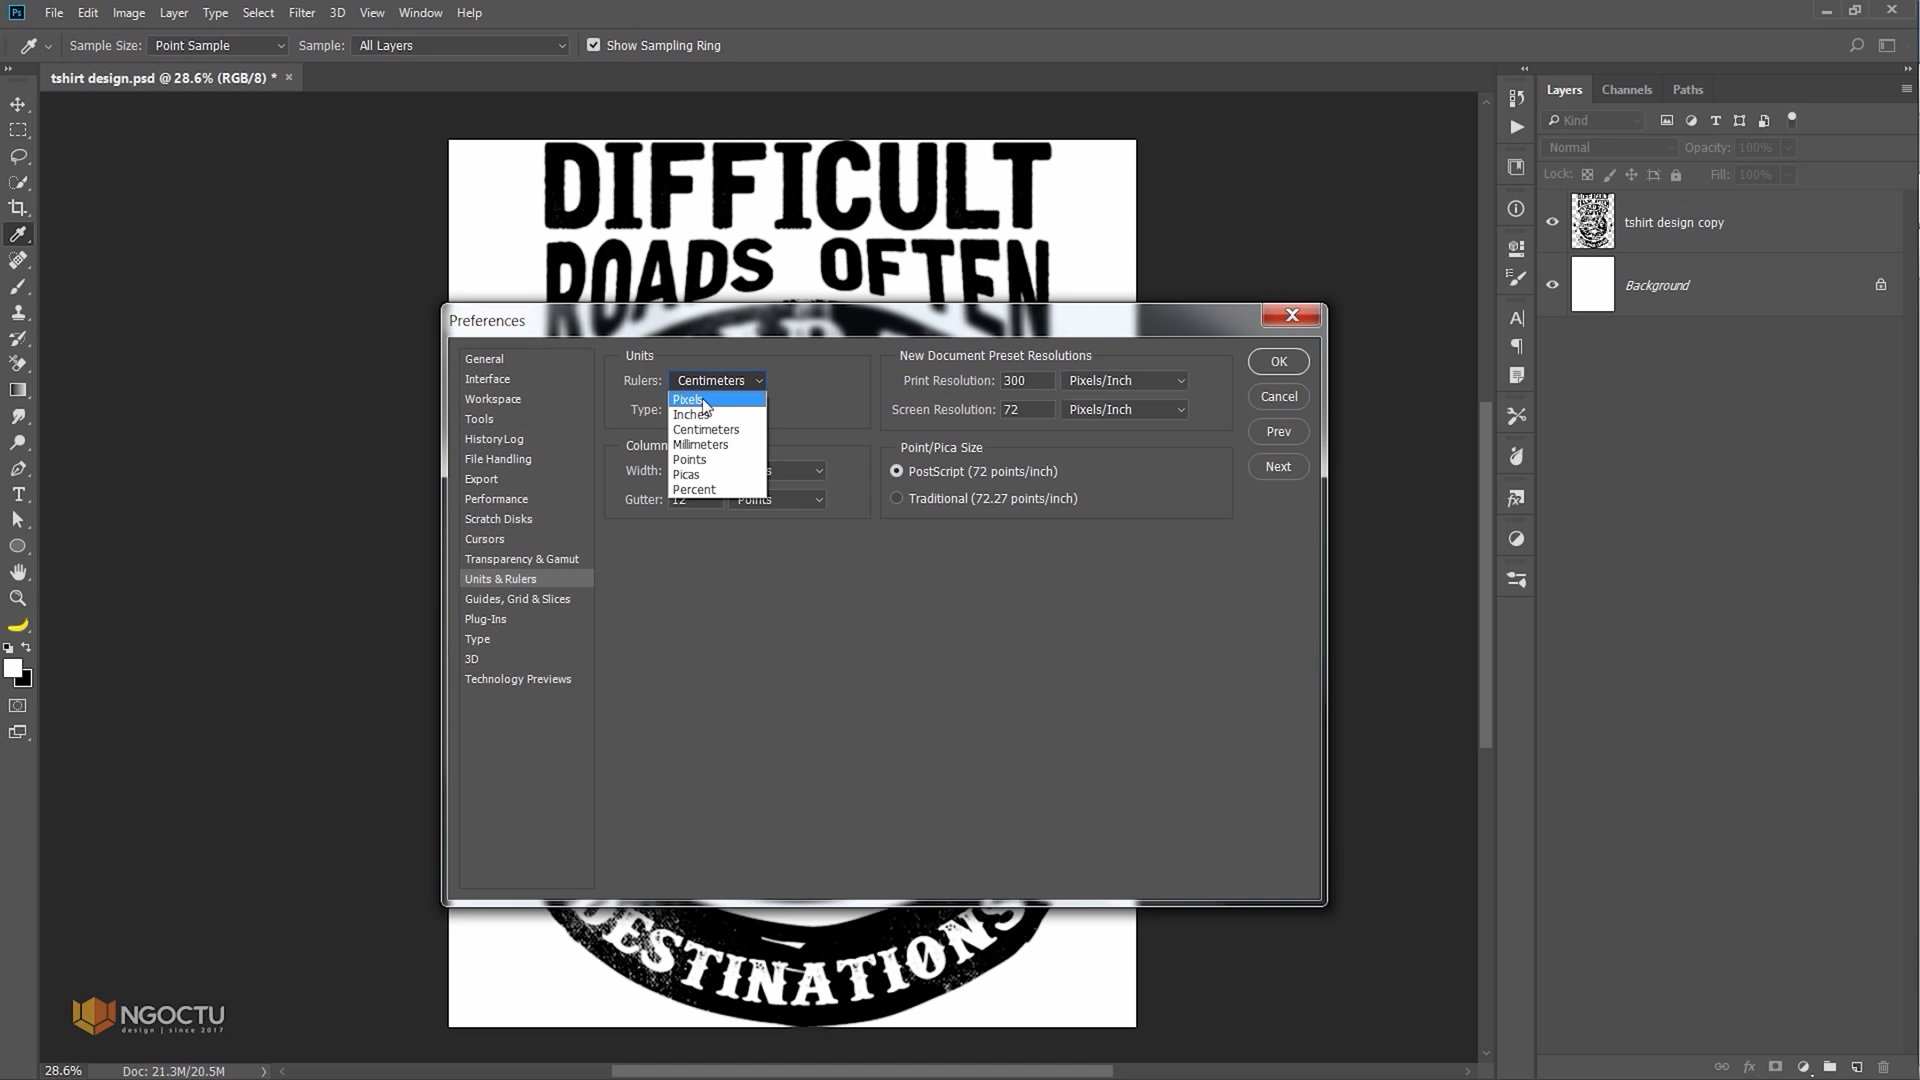 Ps File Edit Image Layer Type Select Filter 3D View Window Help
Sample Size: Point Sample Sample: All Layers Show Sampling Ring
tshirt design.psd @ 28.6% (RGB/8) * ×
Layers Channels Paths
Kind
Normal Opacity: 100%
Lock: Fill: 100%
tshirt design copy
Background
DIFFICULT
ROADS OFTEN
Preferences
General
Interface
Workspace
Tools
History Log
File Handling
Export
Performance
Scratch Disks
Cursors
Transparency & Gamut
Units & Rulers
Guides, Grid & Slices
Plug-Ins
Type
3D
Technology Previews
Units
Rulers: Centimeters
Pixels
Inches
Centimeters
Millimeters
Points
Picas
Percent
Type:
Column
Width:
Gutter: 12 Points
New Document Preset Resolutions
Print Resolution: 300 Pixels/Inch
Screen Resolution: 72 Pixels/Inch
Point/Pica Size
PostScript (72 points/inch)
Traditional (72.27 points/inch)
OK
Cancel
Prev
Next
DESTINATIONS
NGOCTU
design | since 2017
28.6% Doc: 21.3M/20.5M